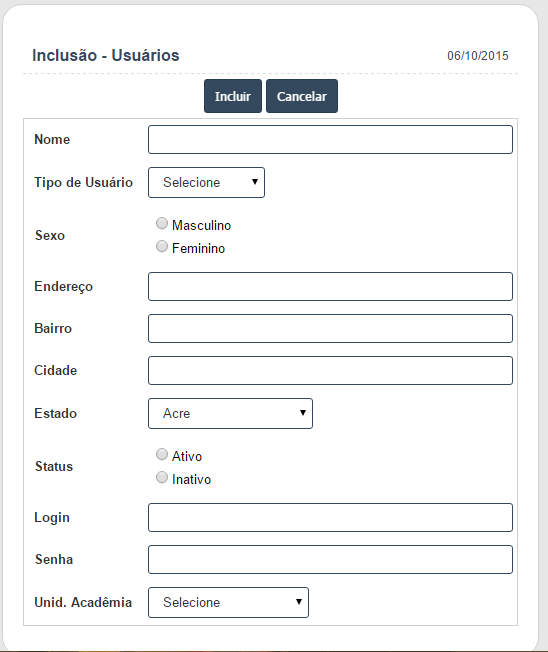 Inclusão - Usuários 06/10/2015
Incluir Cancelar
Nome
Tipo de Usuário Selecione
Sexo
Masculino
Feminino
Endereço
Bairro
Cidade
Estado Acre
Status
Ativo
Inativo
Login
Senha
Unid. Acadêmia Selecione